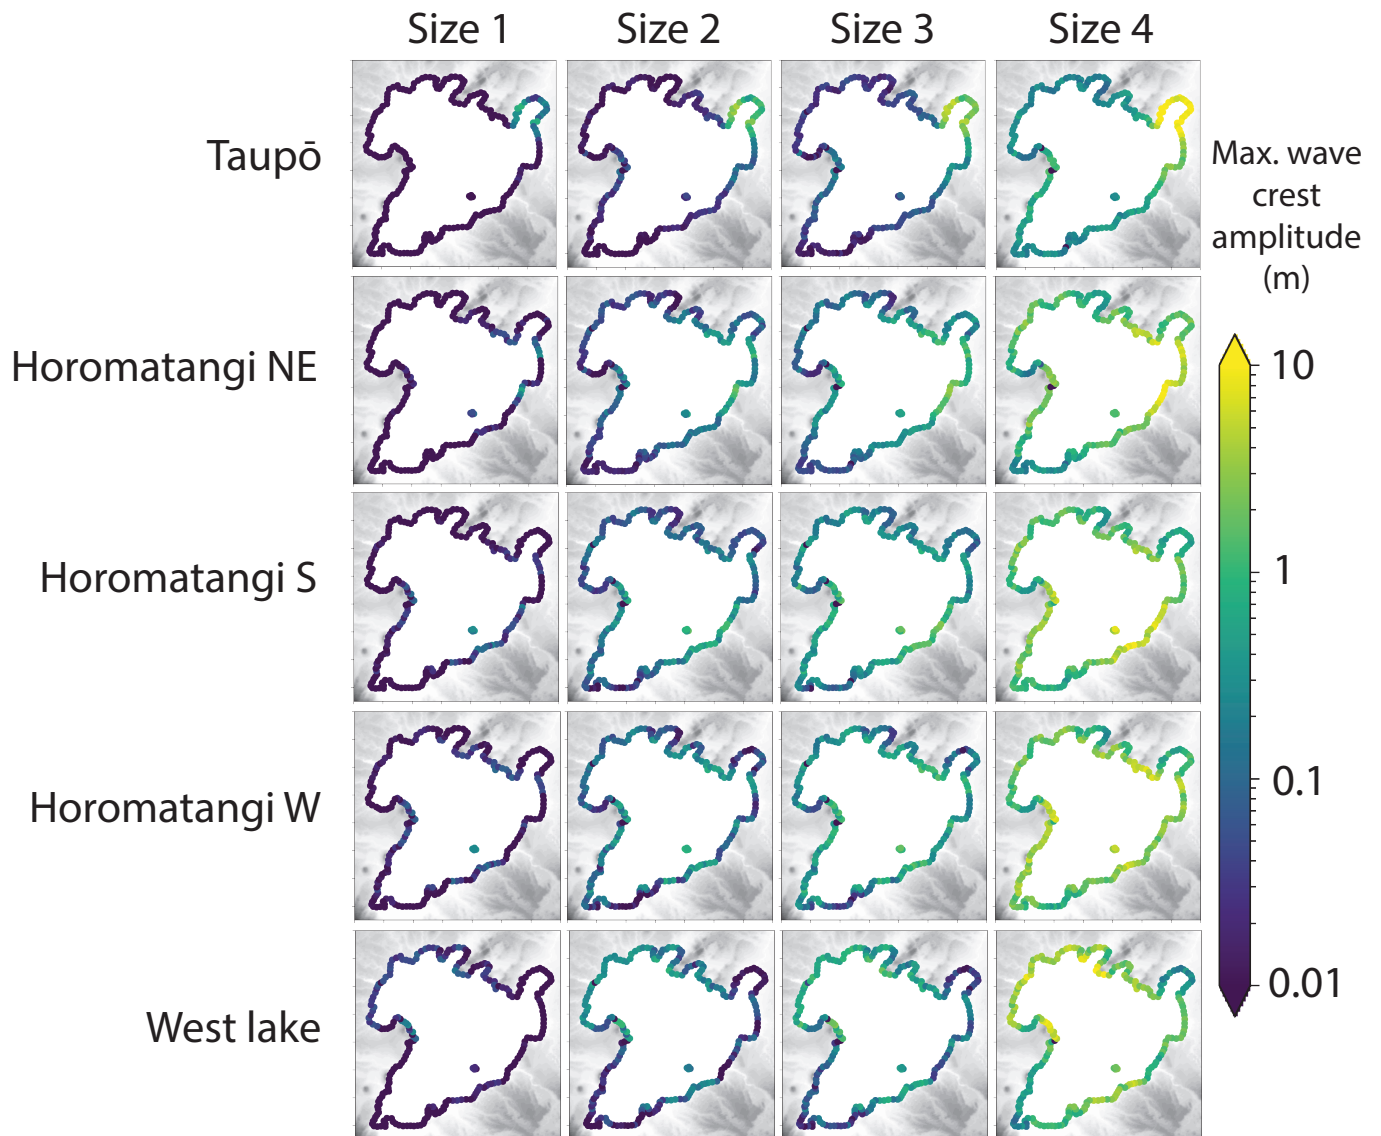 Size 1
Size 2
Size 3
Size 4
Taupō
Max. wave
crest
amplitude
(m)
Horomatangi NE
10
Horomatangi S
1
Horomatangi W
0.1
West lake
0.01